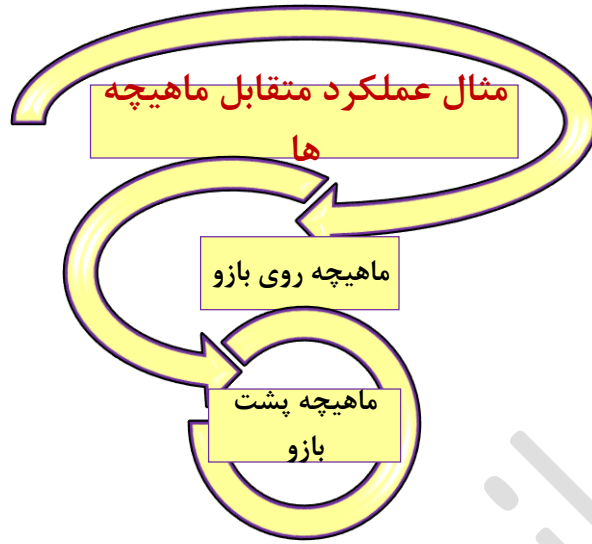 مثال عملکرد متقابل ماهیچه
ها
ماهیچه روی بازو
ماهیچه پشت
بازو